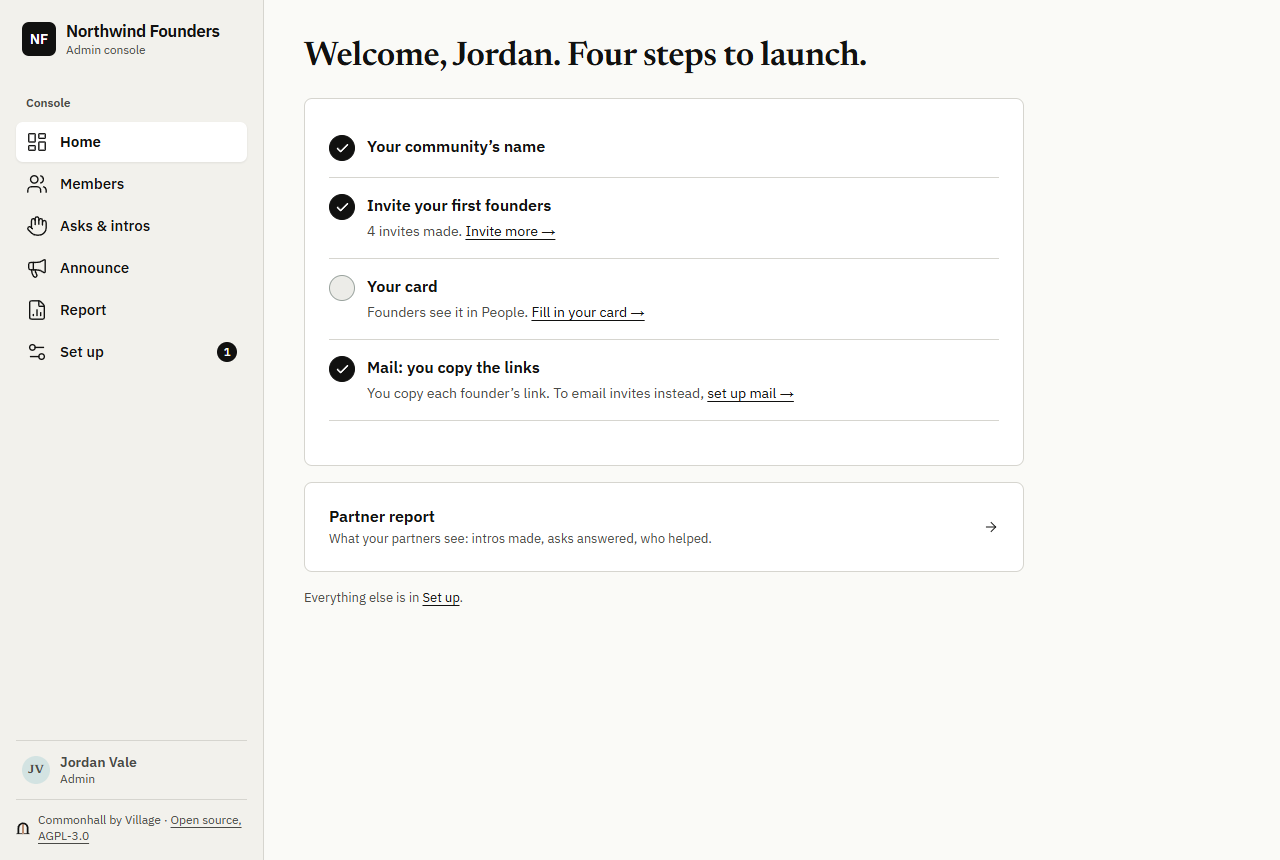 NF
Northwind Founders
Admin console
Console
Home
Members
Asks & intros
Announce
Report
Set up
1
JV
Jordan Vale
Admin
Commonhall by Village · Open source,
AGPL-3.0
Welcome, Jordan. Four steps to launch.
Your community’s name
Invite your first founders
4 invites made. Invite more →
Your card
Founders see it in People. Fill in your card →
Mail: you copy the links
You copy each founder’s link. To email invites instead, set up mail →
Partner report
What your partners see: intros made, asks answered, who helped.
Everything else is in Set up.